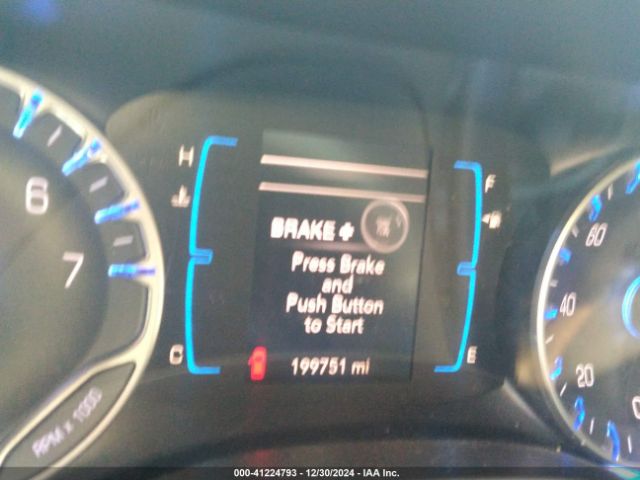 H
F
6
7
BRAKE +
Press Brake
and
Push Button
to Start
199751 mi
C
E
RPM x 1000
60
40
20
0
000-41224793 - 12/30/2024 - IAA Inc.